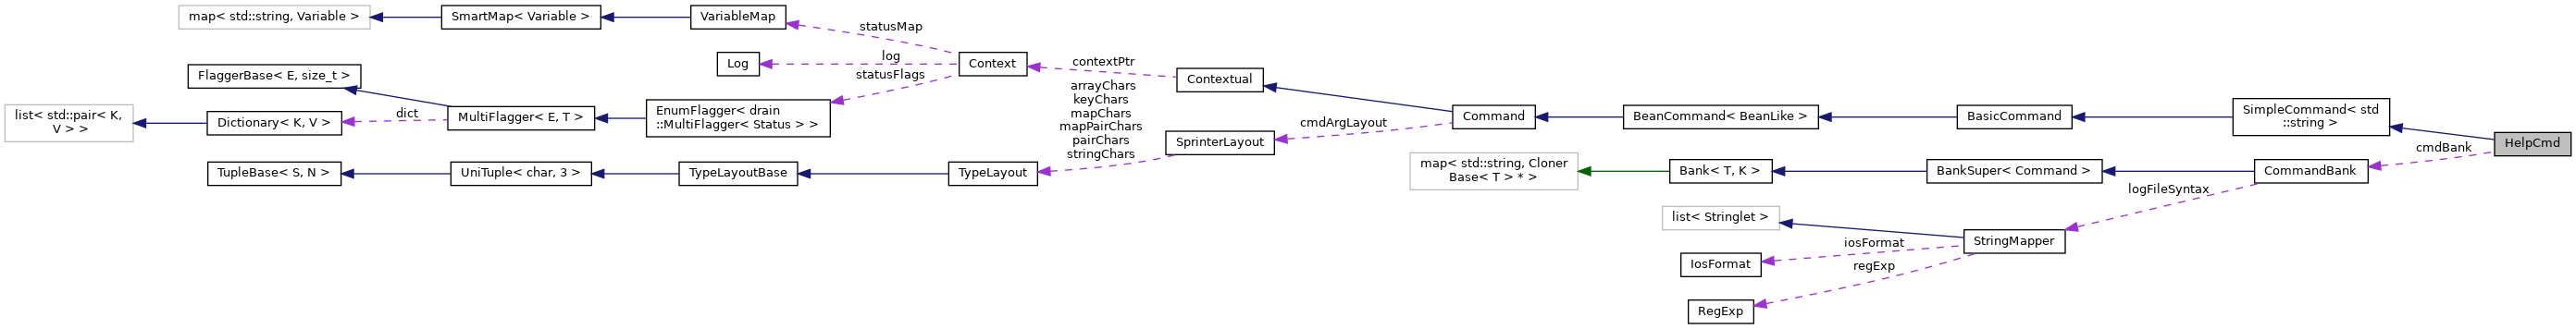 map< std::string, Variable >
SmartMap< Variable >
VariableMap
statusMap
Log
log
Context
statusFlags
FlaggerBase< E, size_t >
contextPtr
Contextual
list< std::pair< K,
V > >
Dictionary< K, V >
dict
MultiFlagger< E, T >
EnumFlagger< drain
::MultiFlagger< Status > >
arrayChars
keyChars
mapChars
mapPairChars
pairChars
stringChars
SprinterLayout
cmdArgLayout
Command
BeanCommand< BeanLike >
BasicCommand
SimpleCommand< std
::string >
HelpCmd
cmdBank
TupleBase< S, N >
UniTuple< char, 3 >
TypeLayoutBase
TypeLayout
map< std::string, Cloner
Base< T > * >
Bank< T, K >
BankSuper< Command >
CommandBank
logFileSyntax
list< Stringlet >
StringMapper
iosFormat
IosFormat
regExp
RegExp